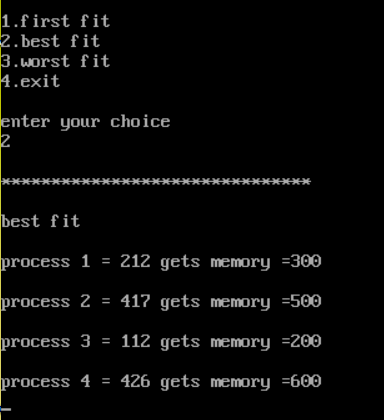 1.first fit
2.best fit
3.worst fit
4.exit
enter your choice
2
*******************************
best fit
process 1 = 212 gets memory =300
process 2 = 417 gets memory =500
process 3 = 112 gets memory =200
process 4 = 426 gets memory =600
_